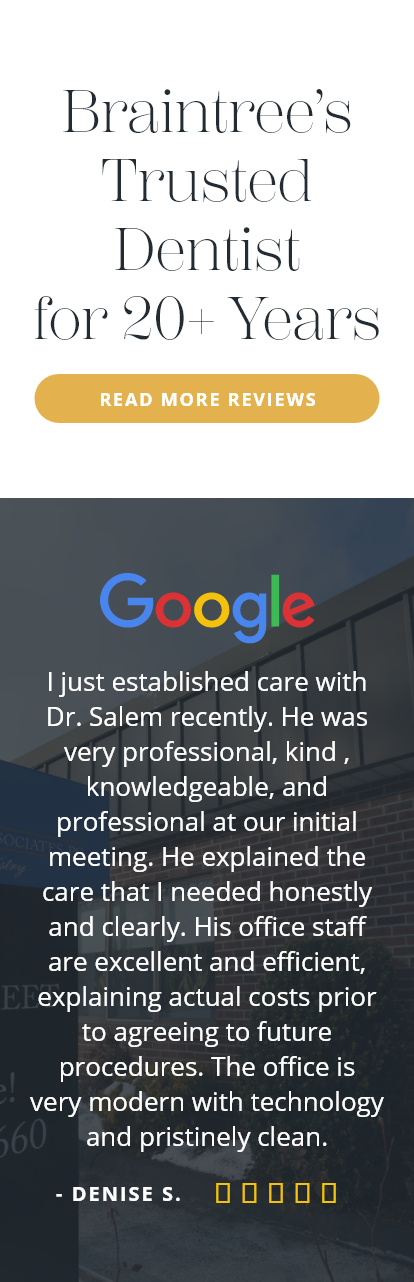 Braintree’s
Trusted
Dentist
for 20+ Years
READ MORE REVIEWS
Google
I just established care with
Dr. Salem recently. He was
very professional, kind ,
knowledgeable, and
professional at our initial
meeting. He explained the
care that I needed honestly
and clearly. His office staff
are excellent and efficient,
explaining actual costs prior
to agreeing to future
procedures. The office is
very modern with technology
and pristinely clean.
- DENISE S.